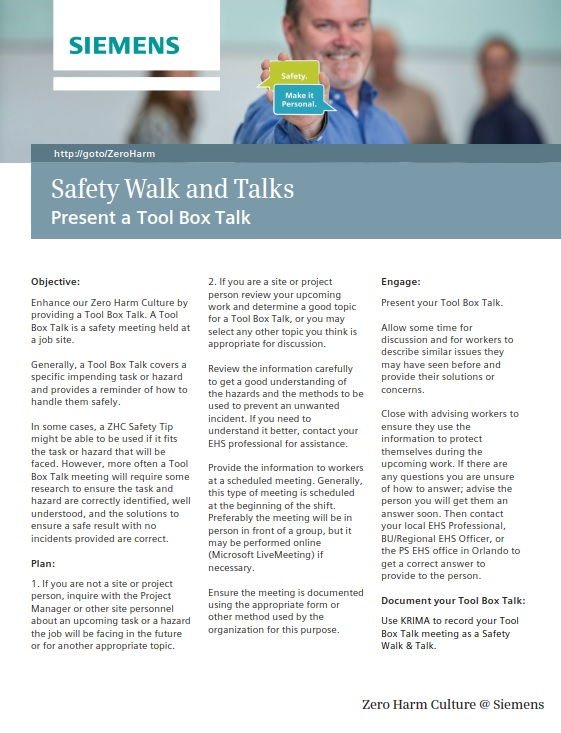 SIEMENS
Safety.
Make it
Personal.
http://goto/ZeroHarm
Safety Walk and Talks
Present a Tool Box Talk
Objective:
Enhance our Zero Harm Culture by
providing a Tool Box Talk. A Tool
Box Talk is a safety meeting held at
a job site.
Generally, a Tool Box Talk covers a
specific impending task or hazard
and provides a reminder of how to
handle them safely.
In some cases, a ZHC Safety Tip
might be able to be used if it fits
the task or hazard that will be
faced. However, more often a Tool
Box Talk meeting will require some
research to ensure the task and
hazard are correctly identified, well
understood, and the solutions to
ensure a safe result with no
incidents provided are correct.
Plan:
1. If you are not a site or project
person, inquire with the Project
Manager or other site personnel
about an upcoming task or a hazard
the job will be facing in the future
or for another appropriate topic.
2. If you are a site or project
person review your upcoming
work and determine a good topic
for a Tool Box Talk, or you may
select any other topic you think is
appropriate for discussion.
Review the information carefully
to get a good understanding of
the hazards and the methods to be
used to prevent an unwanted
incident. If you need to
understand it better, contact your
EHS professional for assistance.
Provide the information to workers
at a scheduled meeting. Generally,
this type of meeting is scheduled
at the beginning of the shift.
Preferably the meeting will be in
person in front of a group, but it
may be performed online
(Microsoft LiveMeeting) if
necessary.
Ensure the meeting is documented
using the appropriate form or
other method used by the
organization for this purpose.
Engage:
Present your Tool Box Talk.
Allow some time for
discussion and for workers to
describe similar issues they
may have seen before and
provide their solutions or
concerns.
Close with advising workers to
ensure they use the
information to protect
themselves during the
upcoming work. If there are
any questions you are unsure
of how to answer; advise the
person you will get them an
answer soon. Then contact
your local EHS Professional,
BU/Regional EHS Officer, or
the PS EHS office in Orlando to
get a correct answer to
provide to the person.
Document your Tool Box Talk:
Use KRIMA to record your Tool
Box Talk meeting as a Safety
Walk & Talk.
Zero Harm Culture @ Siemens